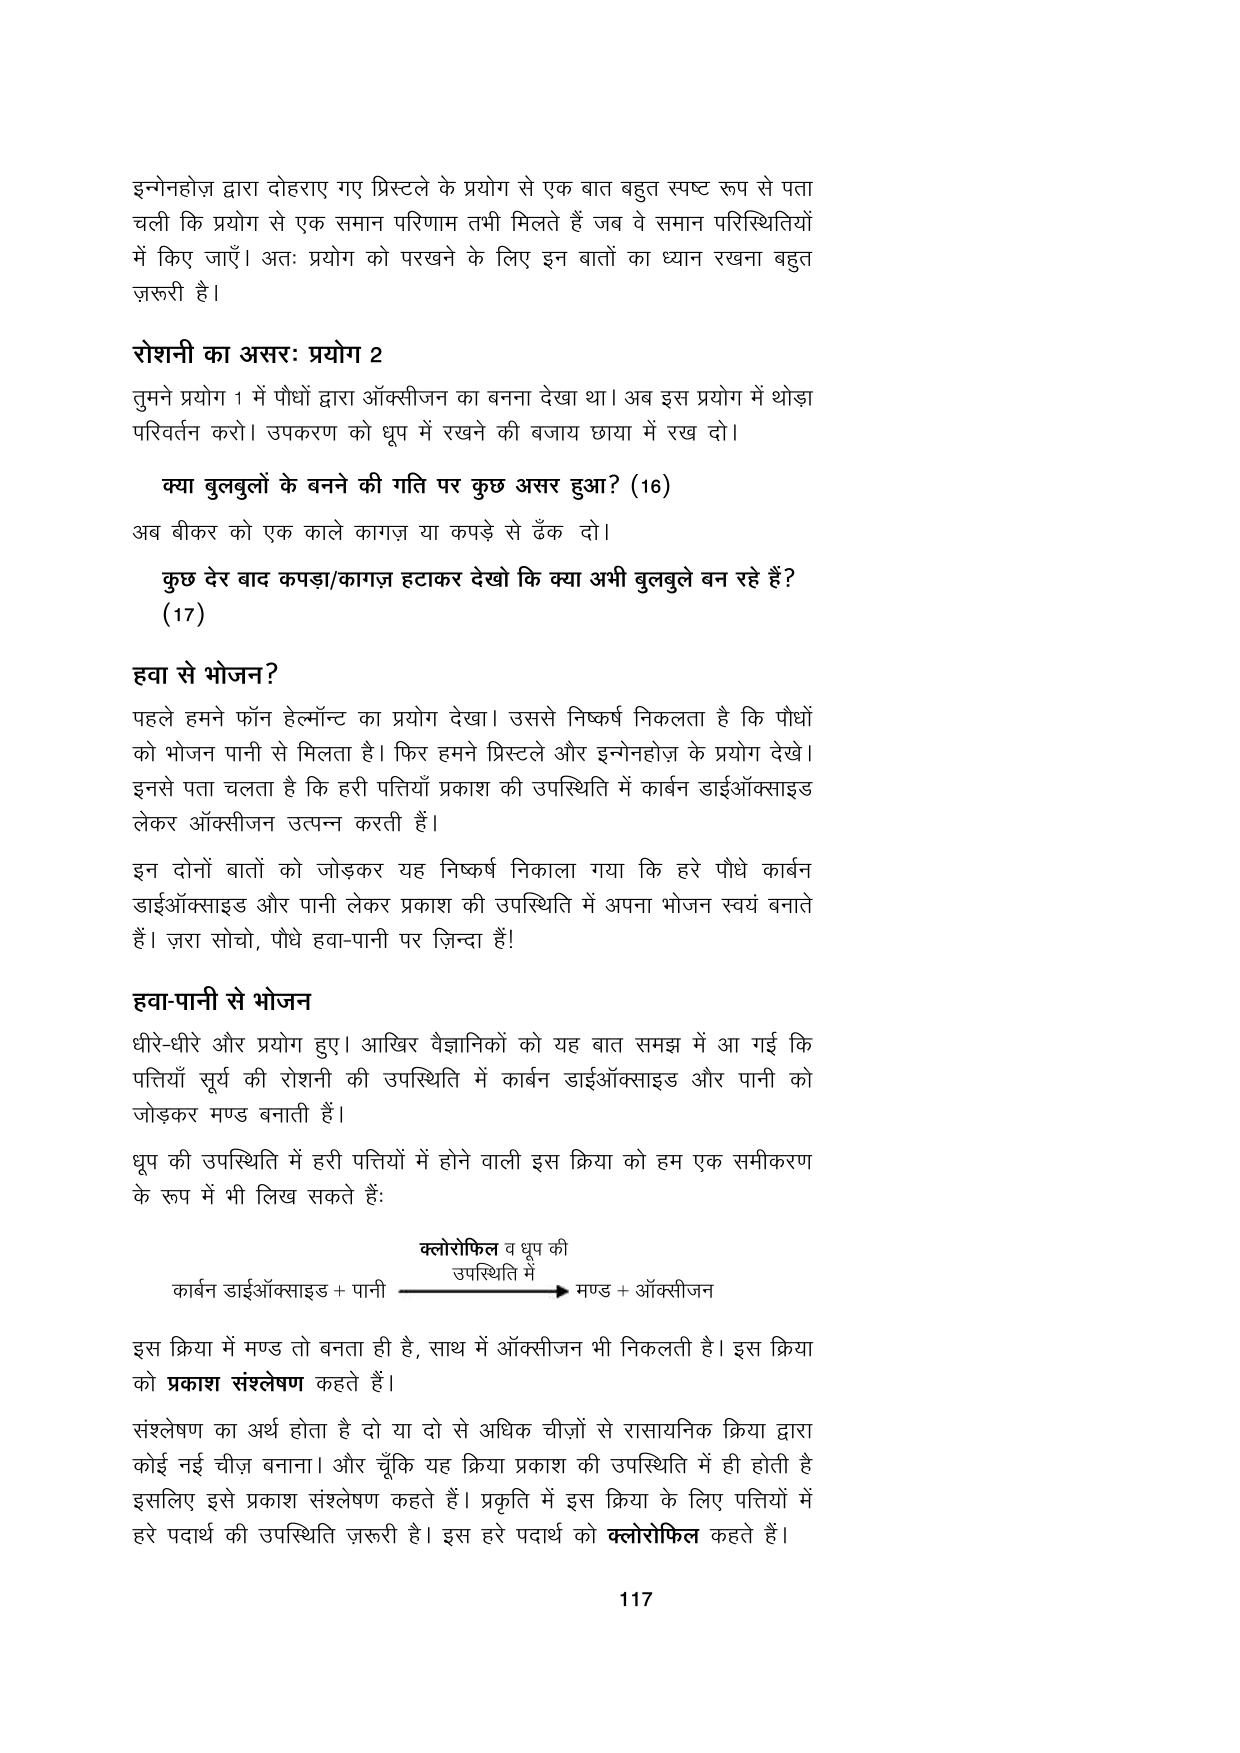 इन्गेनहोज़ द्वारा दोहराए गए प्रिस्टले के प्रयोग से एक बात बहुत स्पष्ट रूप से पता
चली कि प्रयोग से एक समान परिणाम तभी मिलते हैं जब वे समान परिस्थितियों
में किए जाएँ। अतः प्रयोग को परखने के लिए इन बातों का ध्यान रखना बहुत
ज़रूरी है।
रोशनी का असरः प्रयोग 2
तुमने प्रयोग 1 में पौधों द्वारा ऑक्सीजन का बनना देखा था। अब इस प्रयोग में थोड़ा
परिवर्तन करो। उपकरण को धूप में रखने की बजाय छाया में रख दो।
क्या बुलबुलों के बनने की गति पर कुछ असर हुआ? (16)
अब बीकर को एक काले कागज़ या कपड़े से ढँक दो।
कुछ देर बाद कपड़ा/कागज़ हटाकर देखो कि क्या अभी बुलबुले बन रहे हैं?
(17)
हवा से भोजन?
पहले हमने फॉन हेल्मॉन्ट का प्रयोग देखा। उससे निष्कर्ष निकलता है कि पौधों
को भोजन पानी से मिलता है। फिर हमने प्रिस्टले और इन्गेनहोज़ के प्रयोग देखे।
इनसे पता चलता है कि हरी पत्तियाँ प्रकाश की उपस्थिति में कार्बन डाईऑक्साइड
लेकर ऑक्सीजन उत्पन्न करती हैं।
इन दोनों बातों को जोड़कर यह निष्कर्ष निकाला गया कि हरे पौधे कार्बन
डाईऑक्साइड और पानी लेकर प्रकाश की उपस्थिति में अपना भोजन स्वयं बनाते
हैं। ज़रा सोचो, पौधे हवा-पानी पर ज़िन्दा हैं!
हवा-पानी से भोजन
धीरे-धीरे और प्रयोग हुए। आखिर वैज्ञानिकों को यह बात समझ में आ गई कि
पत्तियाँ सूर्य की रोशनी की उपस्थिति में कार्बन डाईऑक्साइड और पानी को
जोड़कर मण्ड बनाती हैं।
धूप की उपस्थिति में हरी पत्तियों में होने वाली इस क्रिया को हम एक समीकरण
के रूप में भी लिख सकते हैंः
क्लोरोफिल व धूप की
उपस्थिति में
कार्बन डाईऑक्साइड + पानी ⟶ मण्ड + ऑक्सीजन
इस क्रिया में मण्ड तो बनता ही है, साथ में ऑक्सीजन भी निकलती है। इस क्रिया
को प्रकाश संश्लेषण कहते हैं।
संश्लेषण का अर्थ होता है दो या दो से अधिक चीज़ों से रासायनिक क्रिया द्वारा
कोई नई चीज़ बनाना। और चूँकि यह क्रिया प्रकाश की उपस्थिति में ही होती है
इसलिए इसे प्रकाश संश्लेषण कहते हैं। प्रकृति में इस क्रिया के लिए पत्तियों में
हरे पदार्थ की उपस्थिति ज़रूरी है। इस हरे पदार्थ को क्लोरोफिल कहते हैं।
117